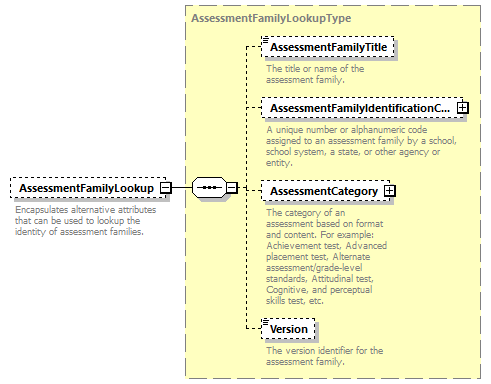 AssessmentFamilyLookupType
AssessmentFamilyTitle
The title or name of the
assessment family.
AssessmentFamilyIdentificationC...
A unique number or alphanumeric code
assigned to an assessment family by a school,
school system, a state, or other agency or
entity.
AssessmentFamilyLookup
Encapsulates alternative attributes
that can be used to lookup the
identity of assessment families.
AssessmentCategory
The category of an
assessment based on format
and content. For example:
Achievement test, Advanced
placement test, Alternate
assessment/grade-level
standards, Attitudinal test,
Cognitive, and perceptual
skills test, etc.
Version
The version identifier for the
assessment family.